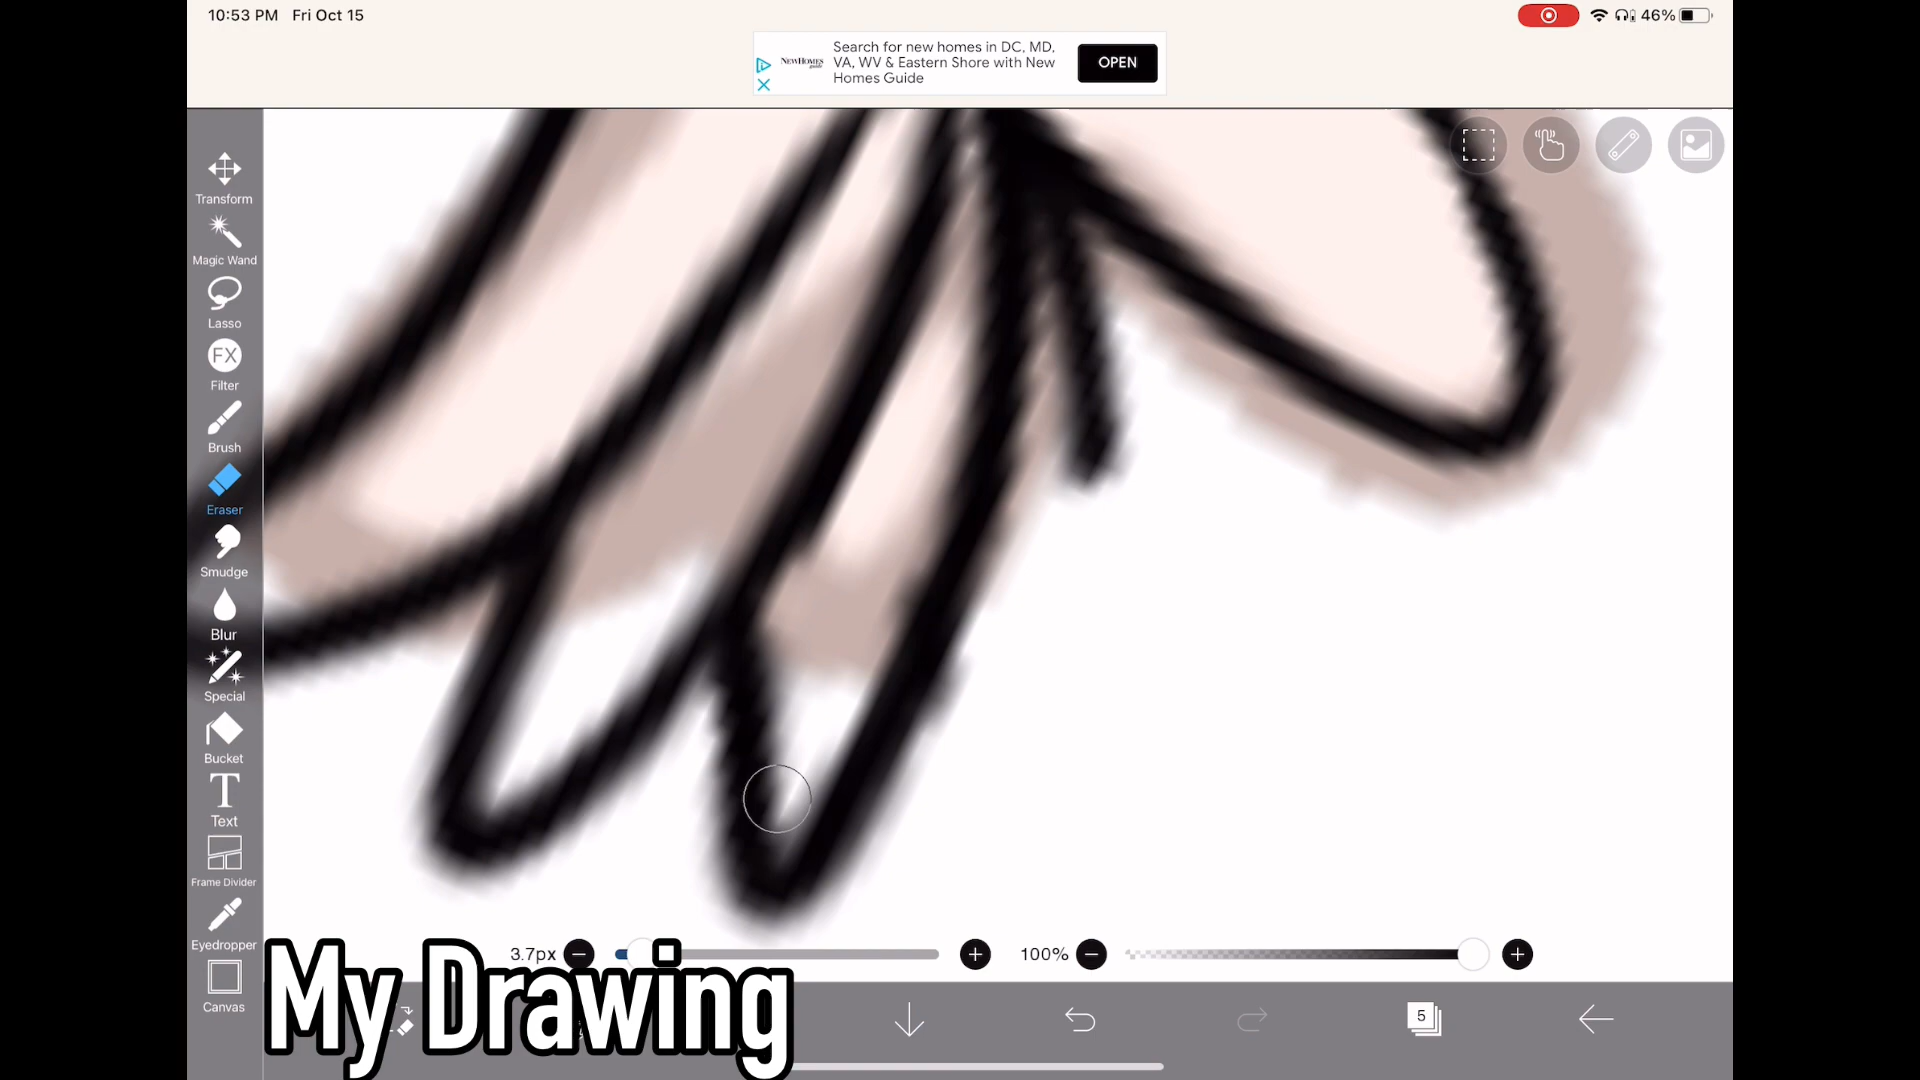 10:53 PM Fri Oct 15
46%
Search for new homes in DC, MD,
VA, WV & Eastern Shore with New
Homes Guide
NEWHOMES
guide
OPEN
Transform
Magic Wand
Lasso
FX
Filter
Brush
Eraser
Smudge
Blur
Special
Bucket
T
Text
Frame Divider
Eyedropper
Canvas
3.7px
100%
My Drawing
5